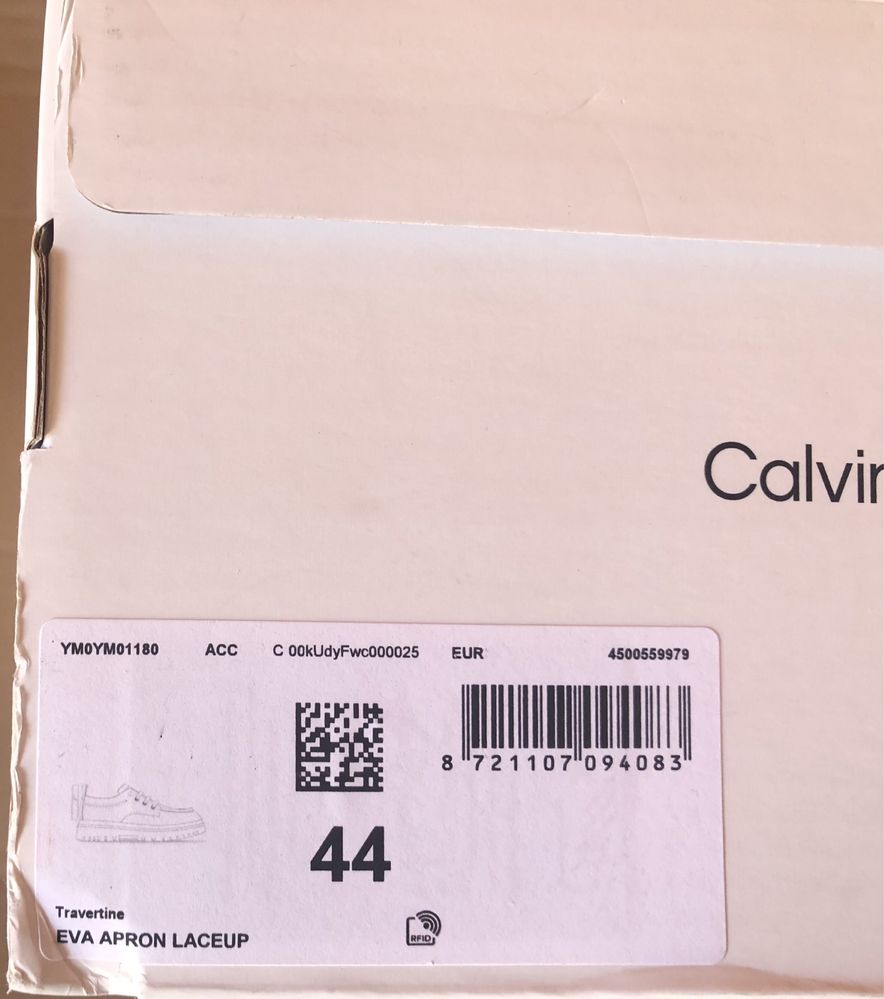 Calvin
YM0YM01180 ACC C 00kUdyFwc000025 EUR 4500559979
8 721107 094083
44
Travertine
RFID
EVA APRON LACEUP